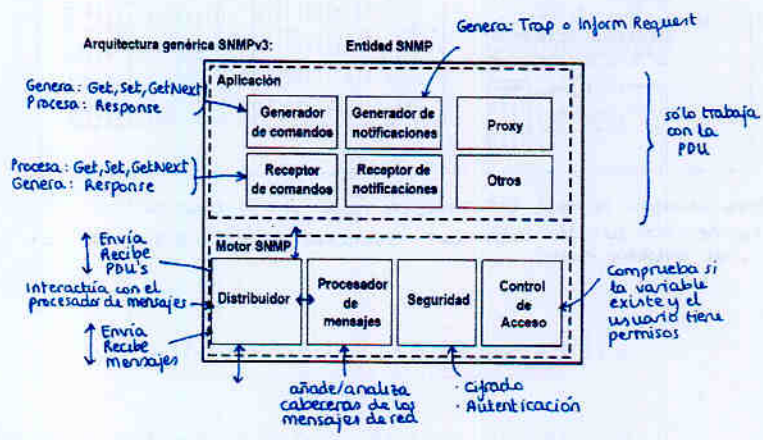 Genera: Trap o Inform Request
Arquitectura genérica SNMPv3:
Entidad SNMP
Aplicación
Genera: Get, Set, GetNext
Procesa: Response
Generador
de comandos
Generador de
notificaciones
Proxy
sólo trabaja
con la
PDU
Procesa: Get, Set, GetNext
Genera: Response
Receptor
de comandos
Receptor de
notificaciones
Otros
Motor SNMP
Envía
Recibe
PDU's
Interactúa con el
procesador de mensajes
Envía
Recibe
mensajes
Distribuidor
Procesador
de
mensajes
Seguridad
Control
de
Acceso
Comprueba si
la variable
existe y el
usuario tiene
permisos
añade/analiza
cabeceras de los
mensajes de red
· Cifrado
· Autenticación